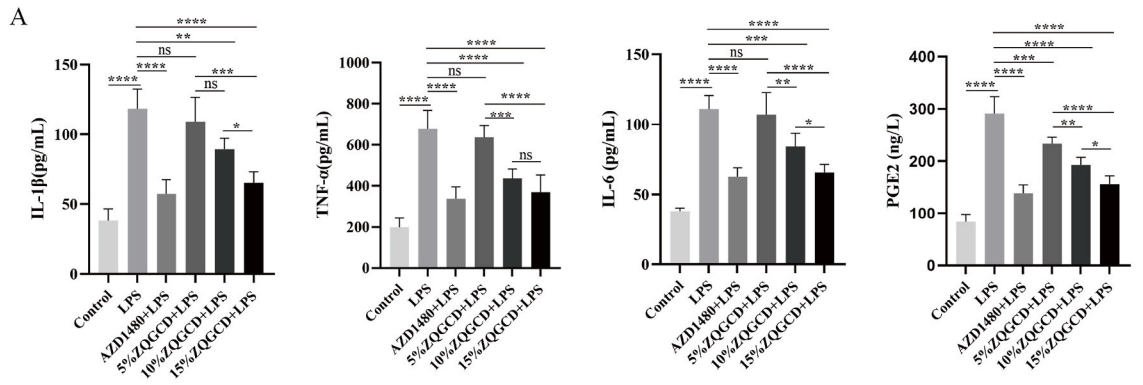 A
****
**
ns
**** ***
**** ns
*
IL-1β(pg/mL)
150
100
50
0
Control
LPS
AZD1480+LPS
5%ZQGCD+LPS
10%ZQGCD+LPS
15%ZQGCD+LPS
****
****
ns
**** **** ****
***
ns
TNF-α(pg/mL)
1000
800
600
400
200
0
Control
LPS
AZD1480+LPS
5%ZQGCD+LPS
10%ZQGCD+LPS
15%ZQGCD+LPS
****
***
ns
**** ****
**** **
*
IL-6 (pg/mL)
150
100
50
0
Control
LPS
AZD1480+LPS
5%ZQGCD+LPS
10%ZQGCD+LPS
15%ZQGCD+LPS
****
****
***
**** ****
****
**
*
PGE2 (ng/L)
400
300
200
100
0
Control
LPS
AZD1480+LPS
5%ZQGCD+LPS
10%ZQGCD+LPS
15%ZQGCD+LPS